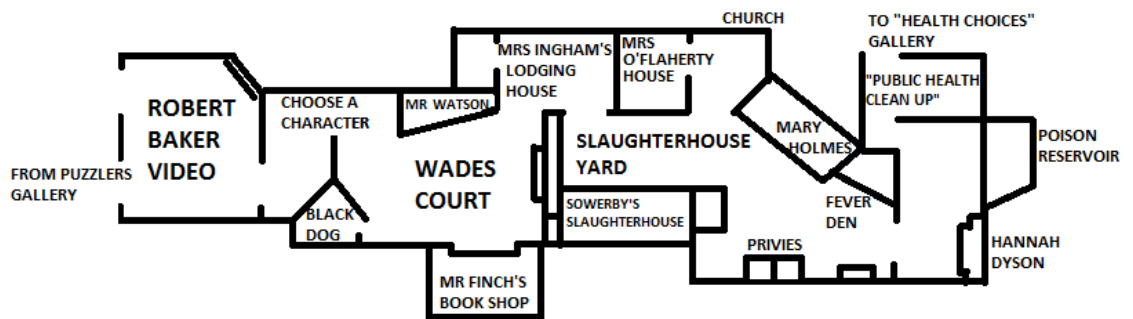 ROBERT
BAKER
VIDEO
FROM PUZZLERS
GALLERY
CHOOSE A
CHARACTER
BLACK
DOG
MR WATSON
WADES
COURT
MR FINCH'S
BOOK SHOP
MRS INGHAM'S
LODGING
HOUSE
MRS
O'FLAHERTY
HOUSE
SLAUGHTERHOUSE
YARD
SOWERBY'S
SLAUGHTERHOUSE
CHURCH
MARY
HOLMES
PRIVIES
FEVER
DEN
TO "HEALTH CHOICES"
GALLERY
"PUBLIC HEALTH
CLEAN UP"
POISON
RESERVOIR
HANNAH
DYSON